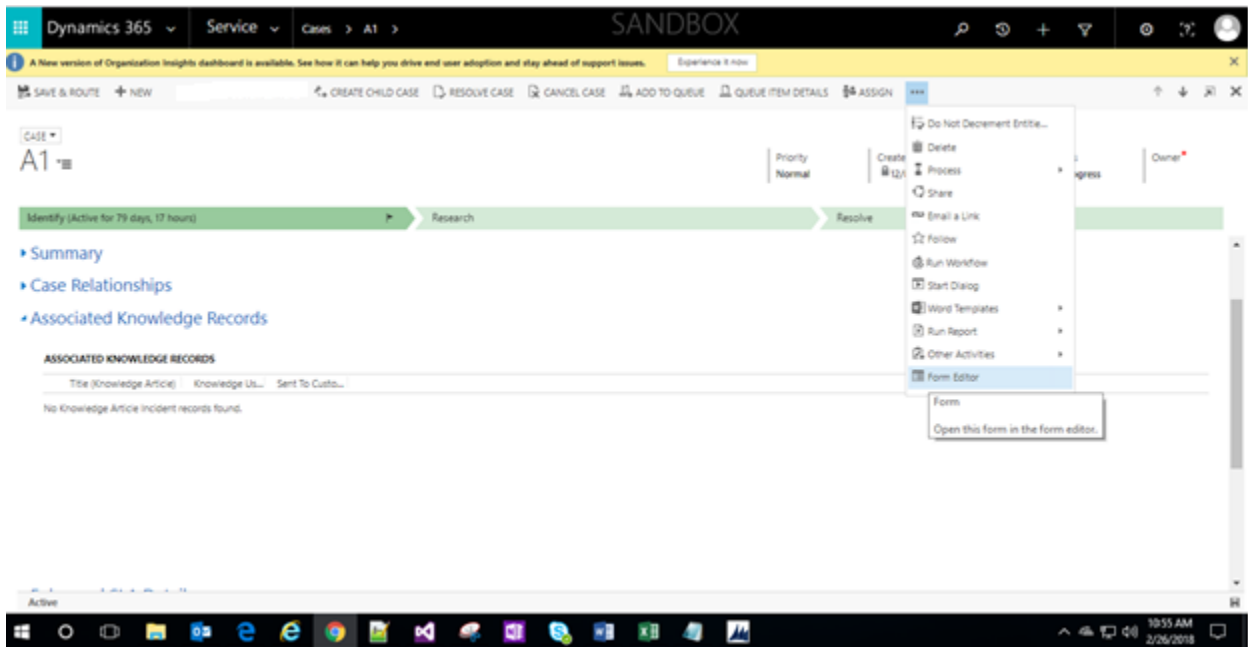 Dynamics 365 Service Cases > A1 > SANDBOX
A New version of Organization Insights dashboard is available. See how it can help you drive end user adoption and stay ahead of support issues. Experience it now
SAVE & ROUTE + NEW CREATE CHILD CASE RESOLVE CASE CANCEL CASE ADD TO QUEUE QUEUE ITEM DETAILS ASSIGN ...
Do Not Decrement Entitle...
Delete
Process
Share
Email a Link
Follow
Run Workflow
Start Dialog
Word Templates
Run Report
Other Activities
Form Editor
Form
Open this form in the form editor.
CASE
A1
Priority
Normal
Create
12/
ogress
Owner*
Identify (Active for 79 days, 17 hours) Research Resolve
Summary
Case Relationships
Associated Knowledge Records
ASSOCIATED KNOWLEDGE RECORDS
Title (Knowledge Article) Knowledge Us... Sent To Custo...
No Knowledge Article Incident records found.
Active
10:55 AM
2/26/2018